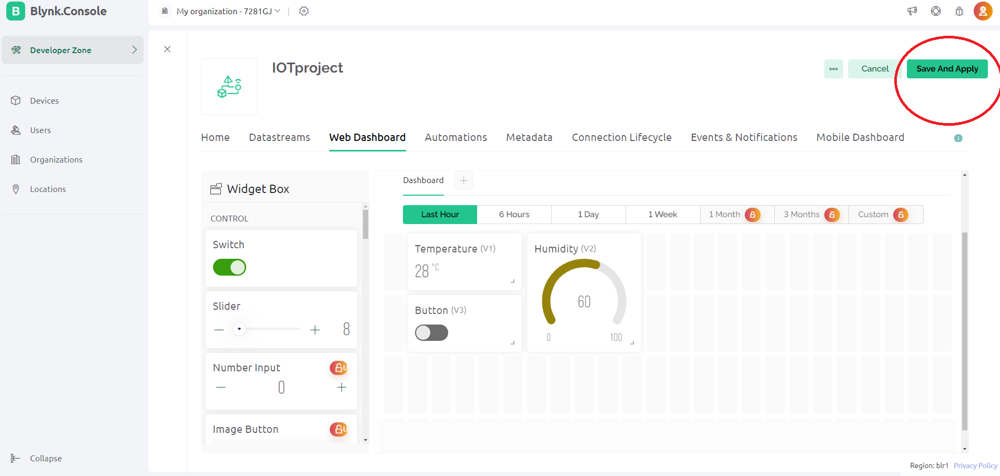 B Blynk.Console
My organization - 7281GJ
Developer Zone
Devices
Users
Organizations
Locations
Collapse
IOTproject
Cancel
Save And Apply
Home Datastreams Web Dashboard Automations Metadata Connection Lifecycle Events & Notifications Mobile Dashboard
Widget Box
CONTROL
Switch
Slider
8
Number Input
U
0
Image Button
U
Dashboard
Last Hour 6 Hours 1 Day 1 Week 1 Month 3 Months Custom
Temperature (V1)
28 °C
Button (V3)
Humidity (V2)
60
0 100
Region: blr1 Privacy Policy